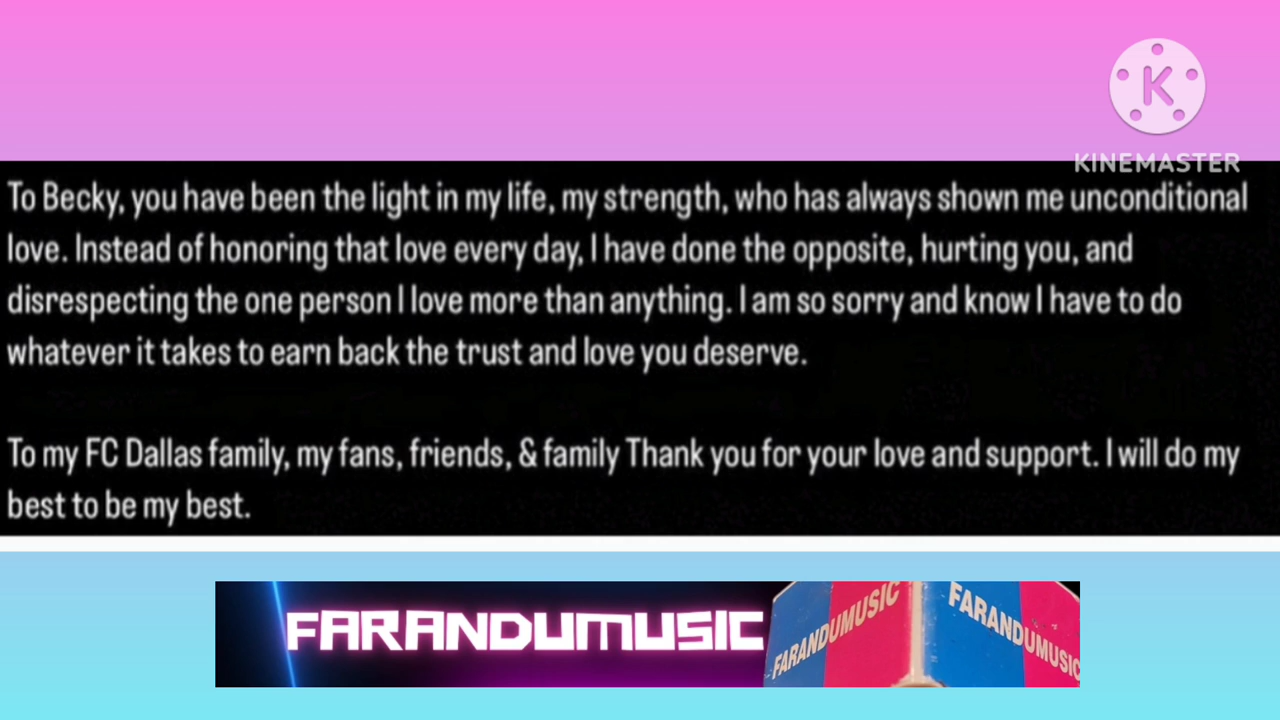 K
KINEMASTER
To Becky, you have been the light in my life, my strength, who has always shown me unconditional
love. Instead of honoring that love every day, I have done the opposite, hurting you, and
disrespecting the one person I love more than anything. I am so sorry and know I have to do
whatever it takes to earn back the trust and love you deserve.
To my FC Dallas family, my fans, friends, & family Thank you for your love and support. I will do my
best to be my best.
FARANDUMUSIC
FARANDUMUSIC
FARANDUMUSIC